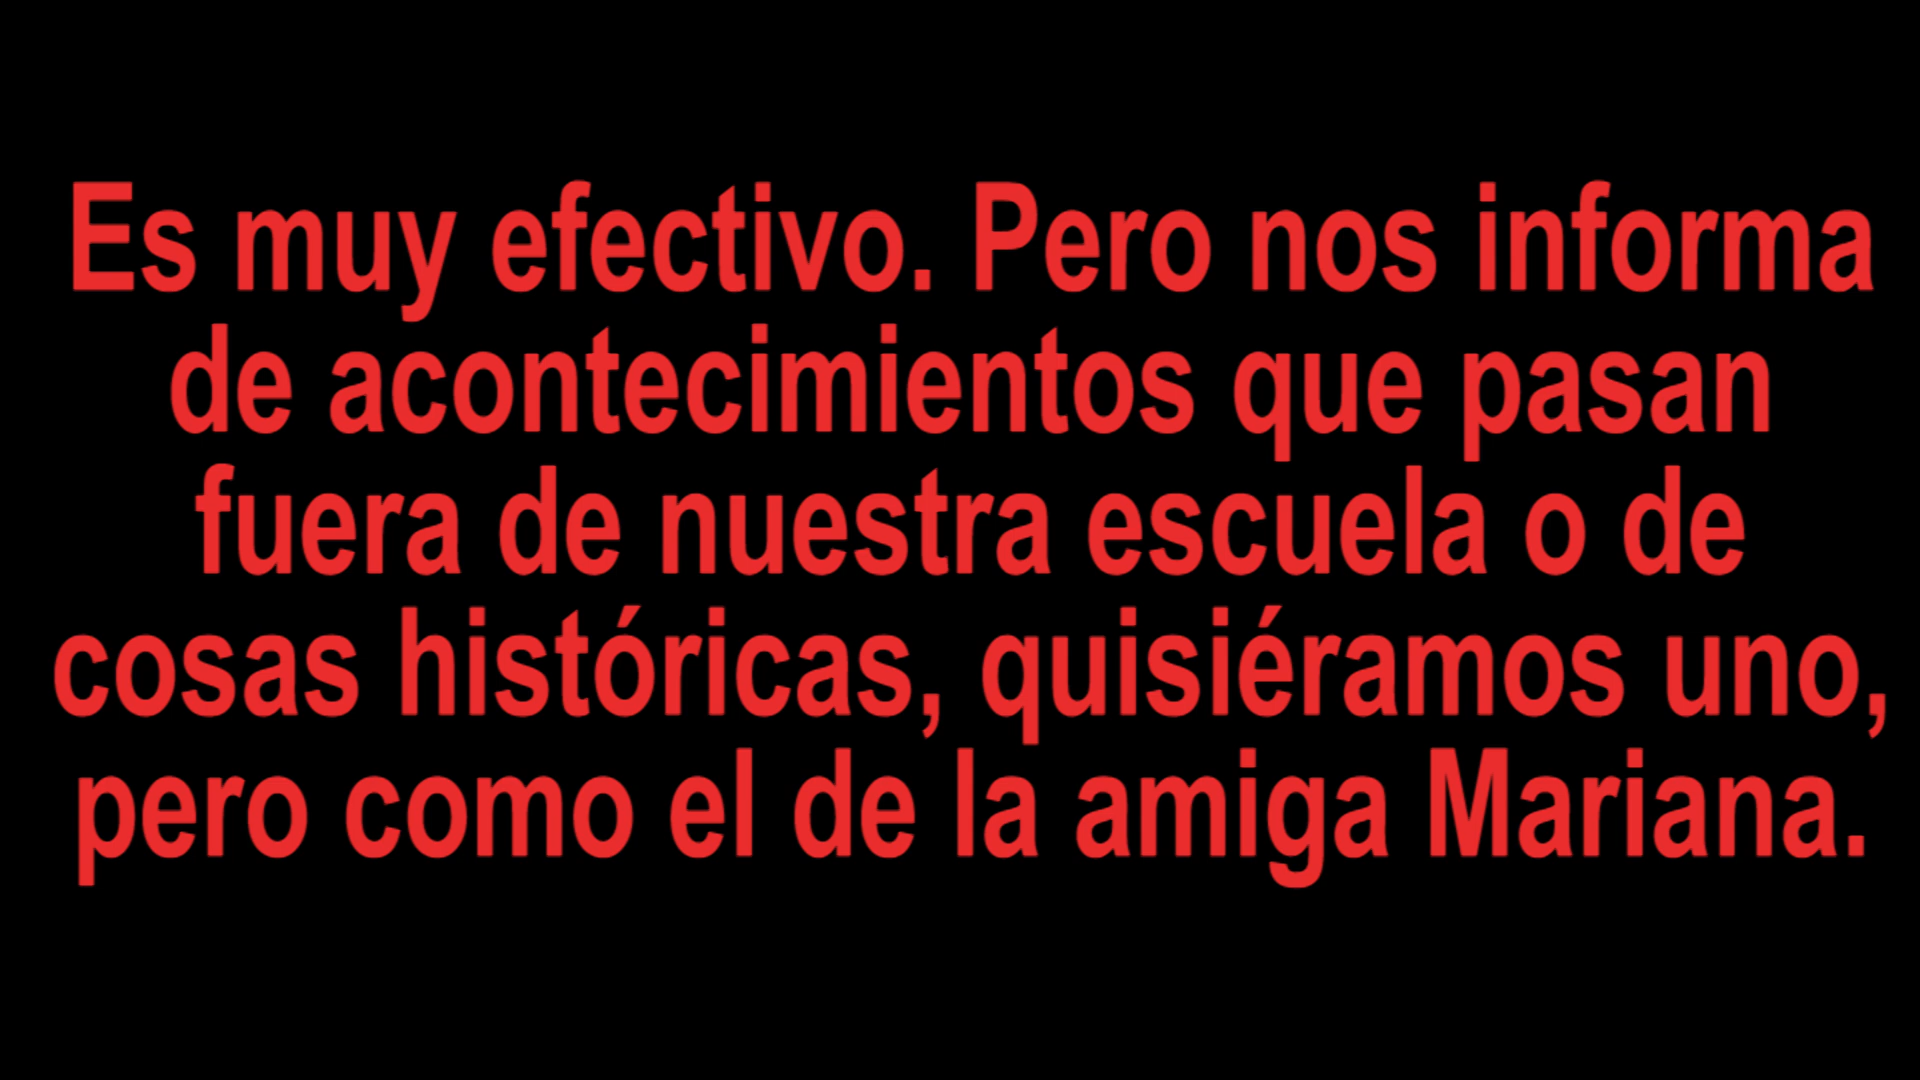 Es muy efectivo. Pero nos informa
de acontecimientos que pasan
fuera de nuestra escuela o de
cosas históricas, quisiéramos uno,
pero como el de la amiga Mariana.